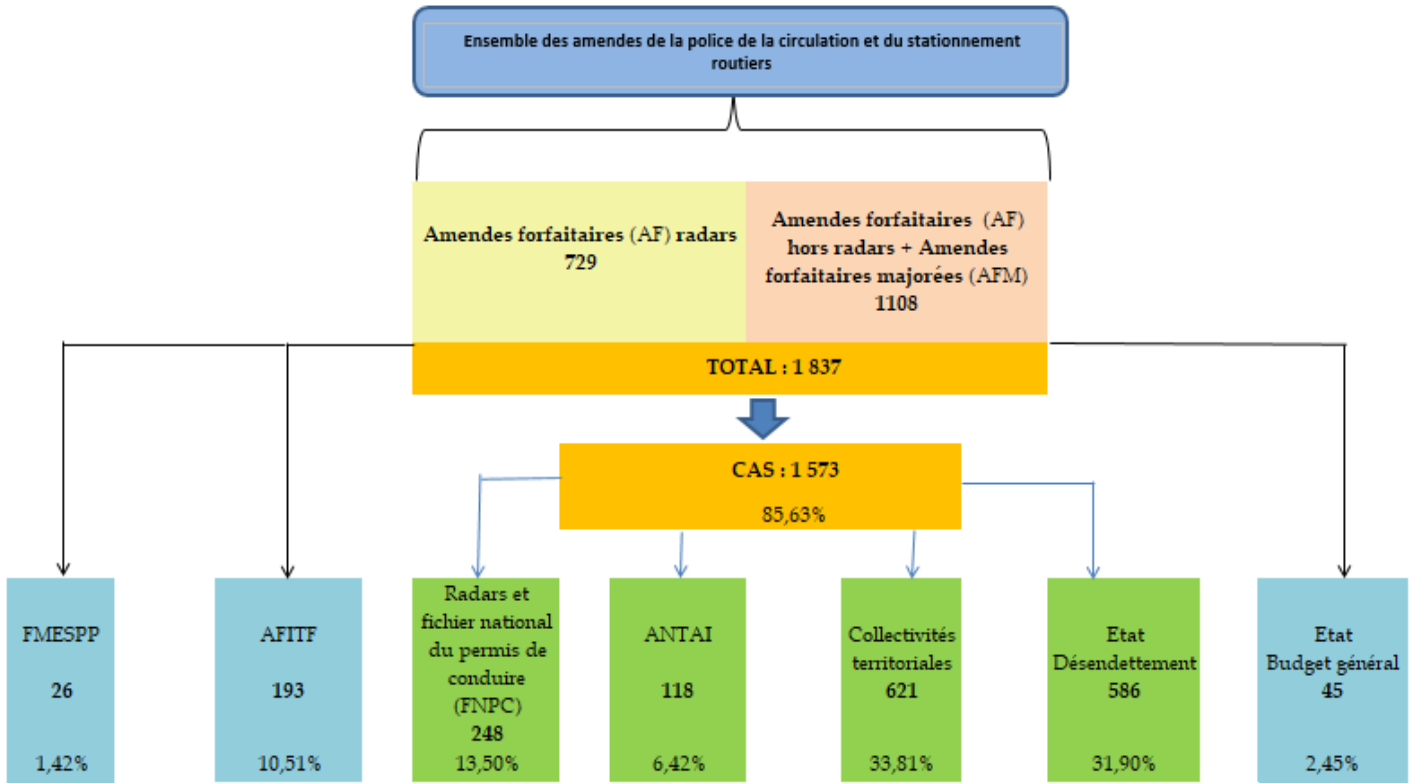 Ensemble des amendes de la police de la circulation et du stationnement
routiers
Amendes forfaitaires (AF) radars
729
Amendes forfaitaires (AF)
hors radars + Amendes
forfaitaires majorées (AFM)
1108
TOTAL : 1 837
CAS : 1 573
85,63%
FMESPP
26
1,42%
AFITF
193
10,51%
Radars et
fichier national
du permis de
conduire
(FNPC)
248
13,50%
ANTAI
118
6,42%
Collectivités
territoriales
621
33,81%
Etat
Désendettement
586
31,90%
Etat
Budget général
45
2,45%